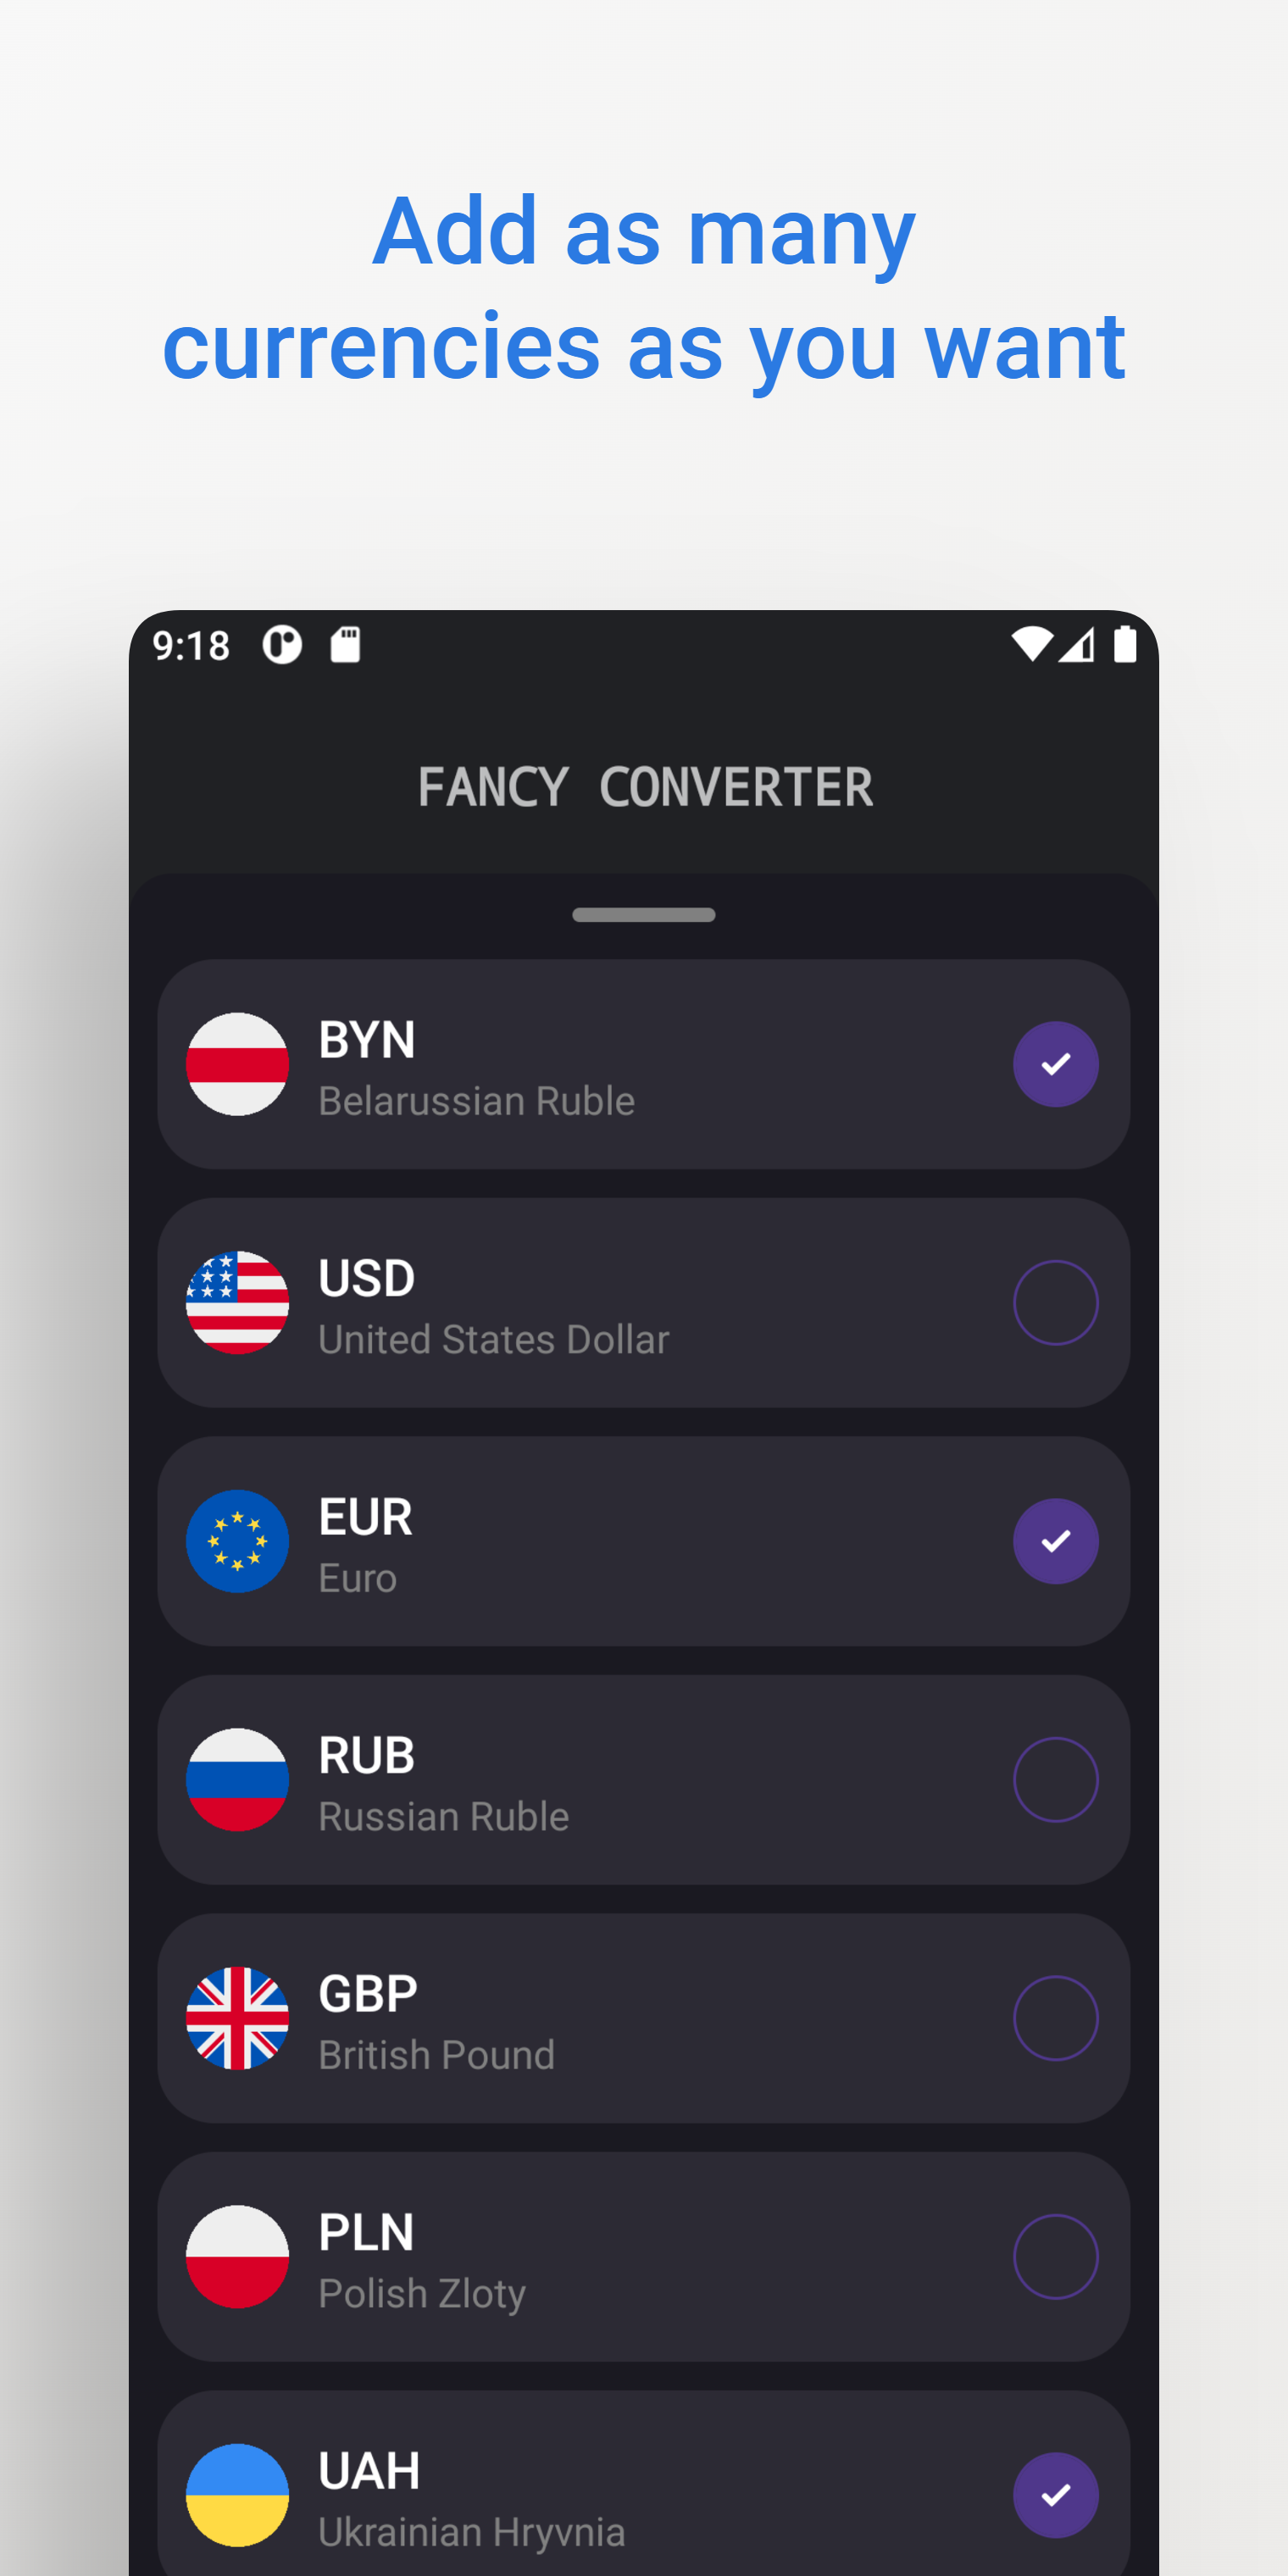 Add as many
currencies as you want
9:18
FANCY CONVERTER
BYN
Belarussian Ruble
USD
United States Dollar
EUR
Euro
RUB
Russian Ruble
GBP
British Pound
PLN
Polish Zloty
UAH
Ukrainian Hryvnia